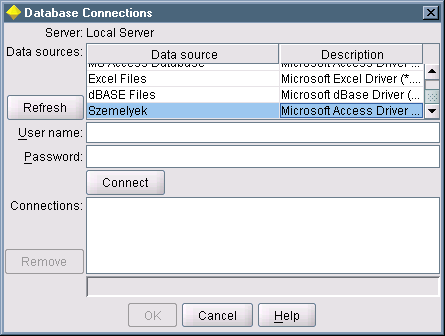 Database Connections
Server: Local Server
Data sources: Data source Description
MS Access Database Microsoft Access Driver ...
Excel Files Microsoft Excel Driver (*....
dBASE Files Microsoft dBase Driver (...
Refresh Szemelyek Microsoft Access Driver ...
User name:
Password:
Connect
Connections:
Remove
OK Cancel Help